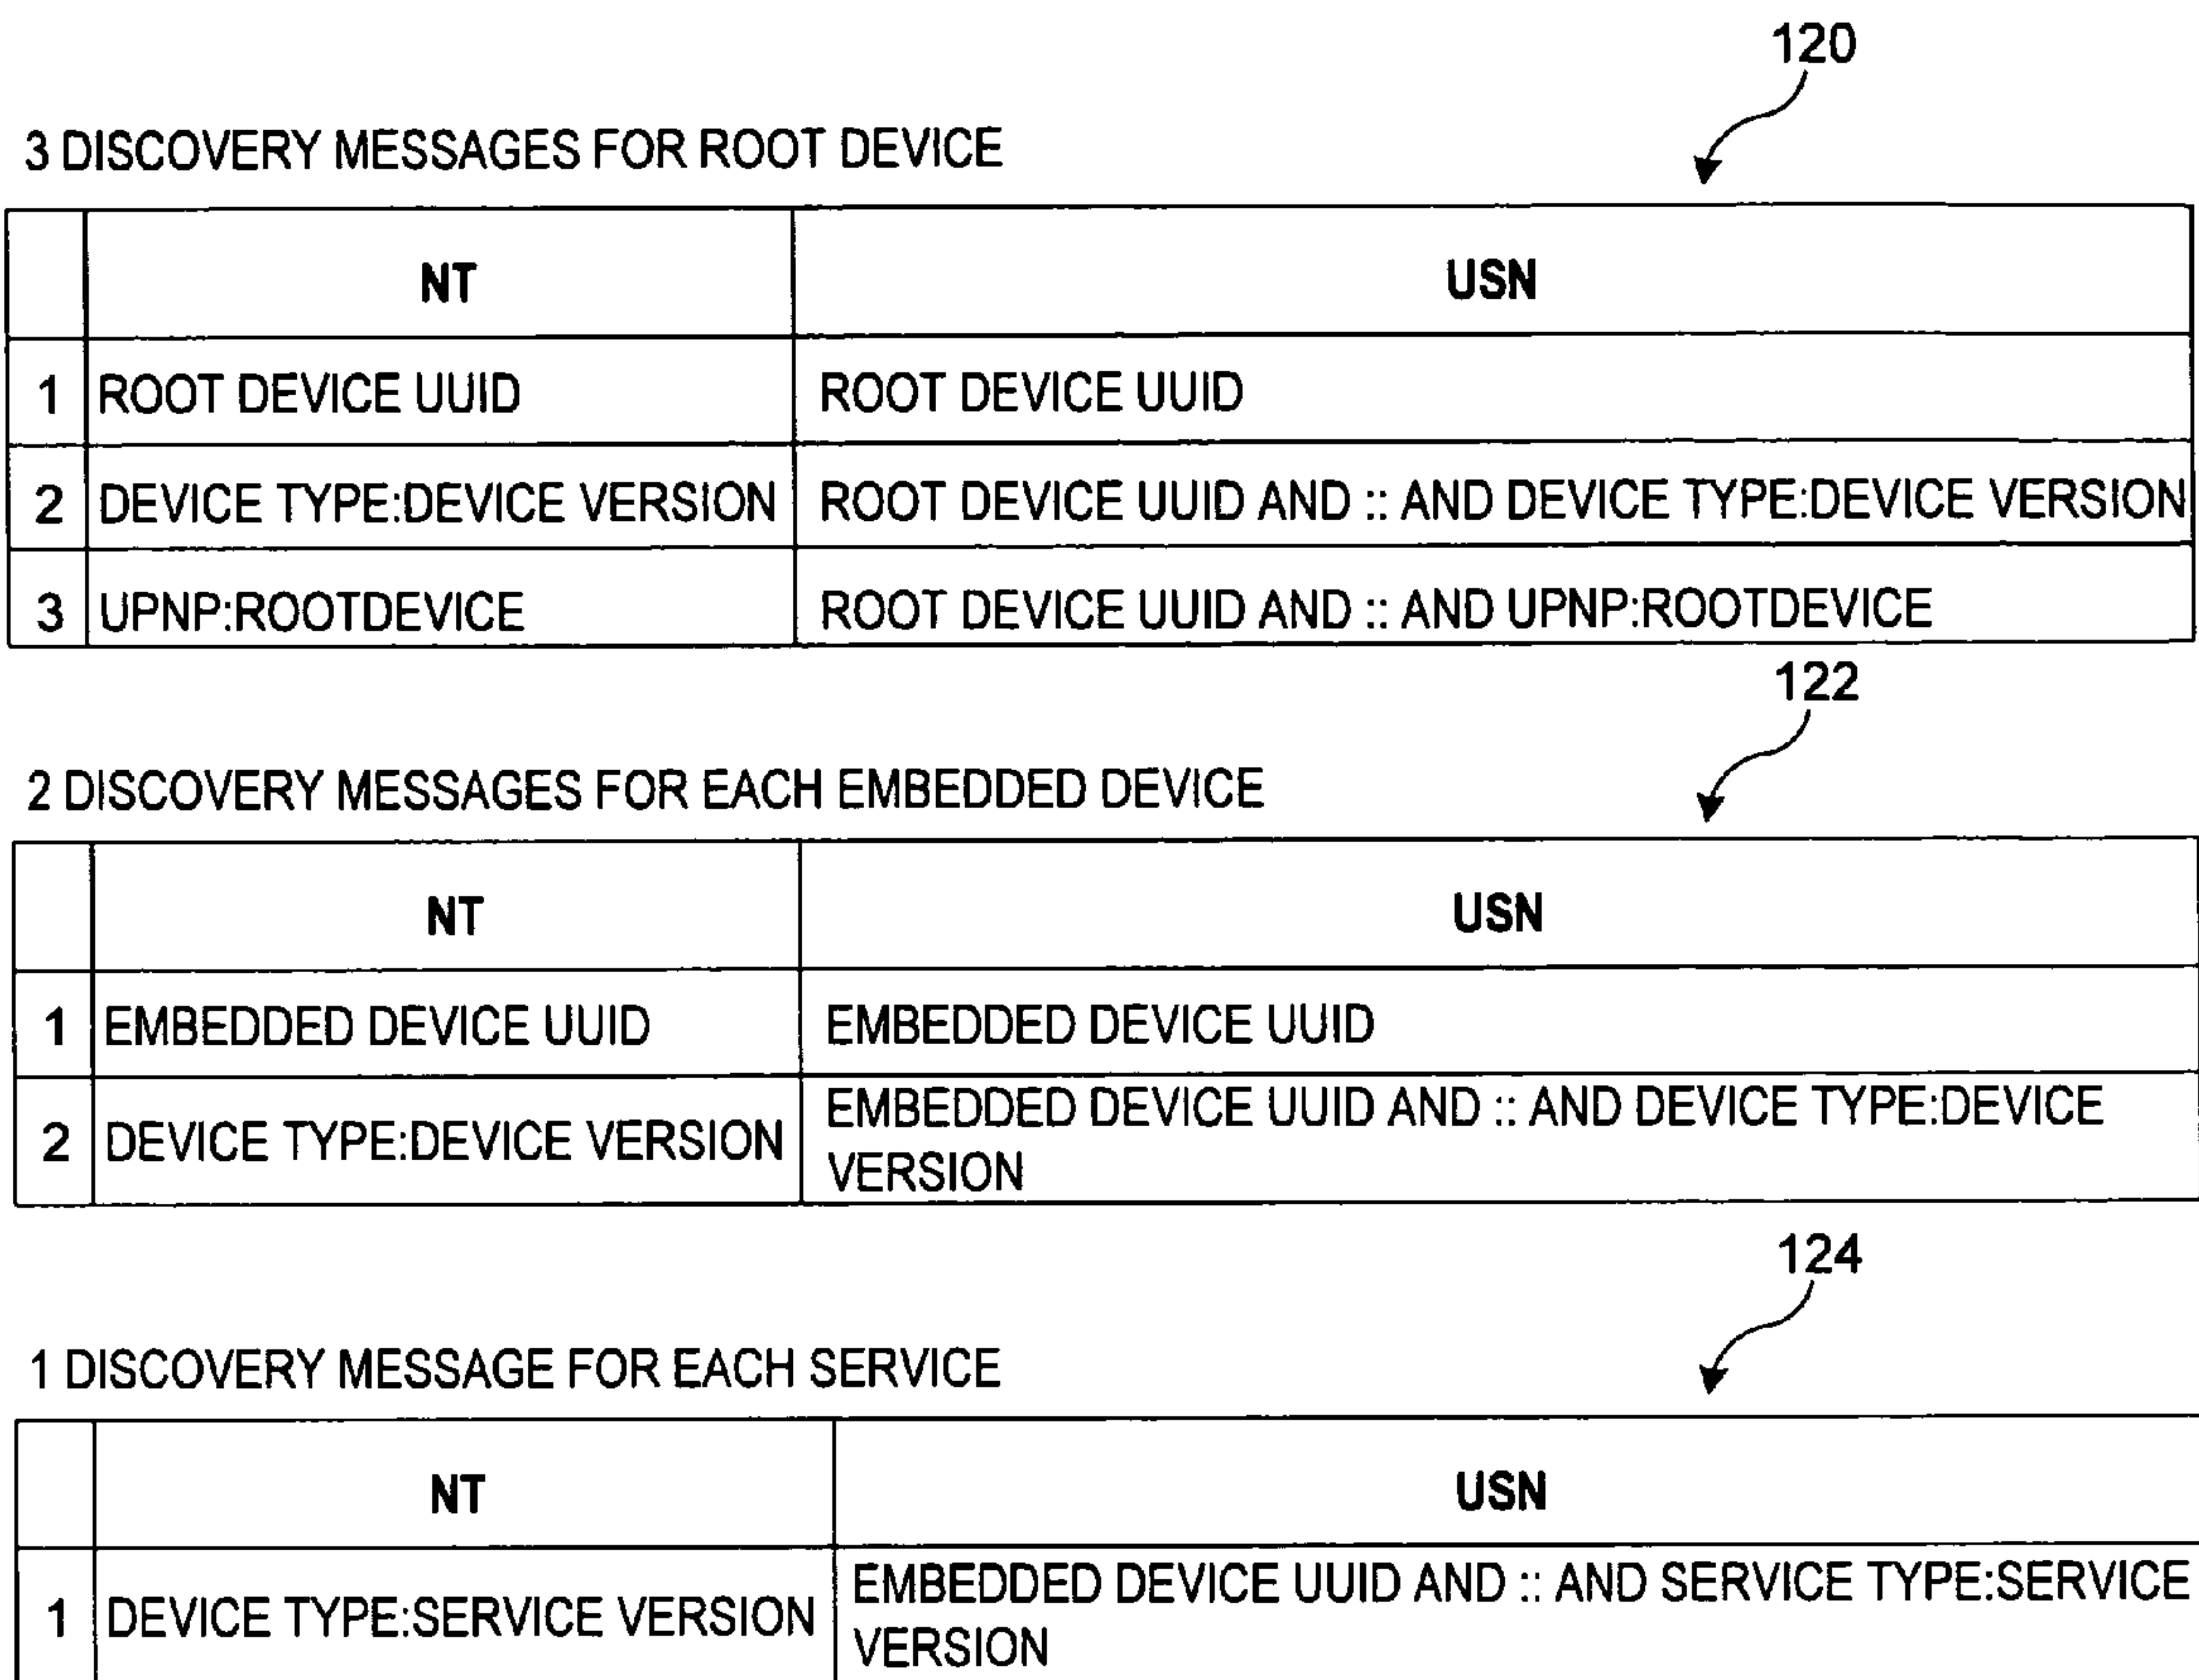 120
3 DISCOVERY MESSAGES FOR ROOT DEVICE
NT USN
1 ROOT DEVICE UUID ROOT DEVICE UUID
2 DEVICE TYPE:DEVICE VERSION ROOT DEVICE UUID AND :: AND DEVICE TYPE:DEVICE VERSION
3 UPNP:ROOTDEVICE ROOT DEVICE UUID AND :: AND UPNP:ROOTDEVICE
122
2 DISCOVERY MESSAGES FOR EACH EMBEDDED DEVICE
NT USN
1 EMBEDDED DEVICE UUID EMBEDDED DEVICE UUID
2 DEVICE TYPE:DEVICE VERSION EMBEDDED DEVICE UUID AND :: AND DEVICE TYPE:DEVICE
VERSION
124
1 DISCOVERY MESSAGE FOR EACH SERVICE
NT USN
1 DEVICE TYPE:SERVICE VERSION EMBEDDED DEVICE UUID AND :: AND SERVICE TYPE:SERVICE
VERSION